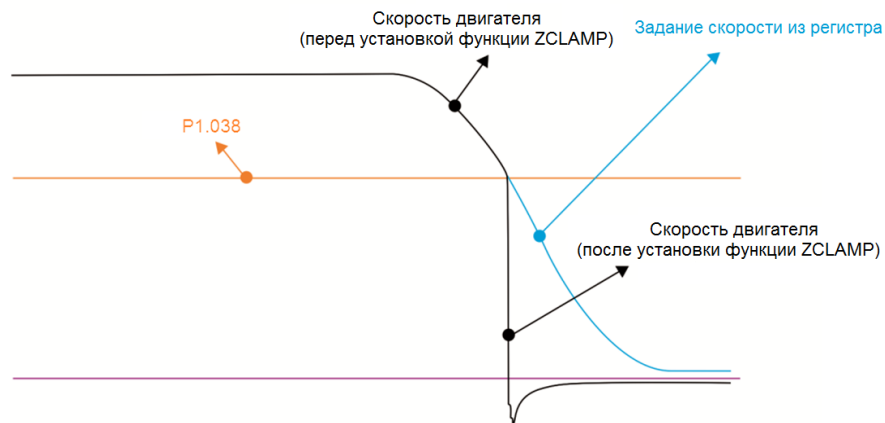 Скорость двигателя
(перед установкой функции ZCLAMP)
Задание скорости из регистра
P1.038
Скорость двигателя
(после установки функции ZCLAMP)